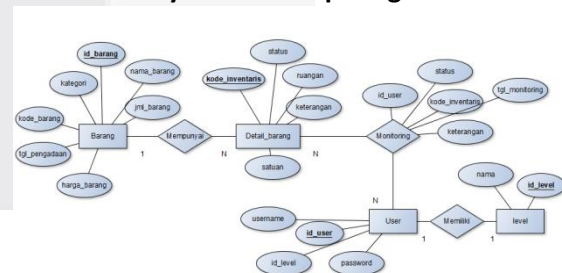 id_barang
kategori
nama_barang
kode_barang
jml_barang
tgl_pengadaan
harga_barang
Barang
1
Mempunyai
N
status
kode_inventaris
ruangan
keterangan
Detail_barang
satuan
N
Monitoring
id_user
status
kode_inventaris
tgl_monitoring
keterangan
N
username
id_user
id_level
password
User
1
Memiliki
1
nama
id_level
level